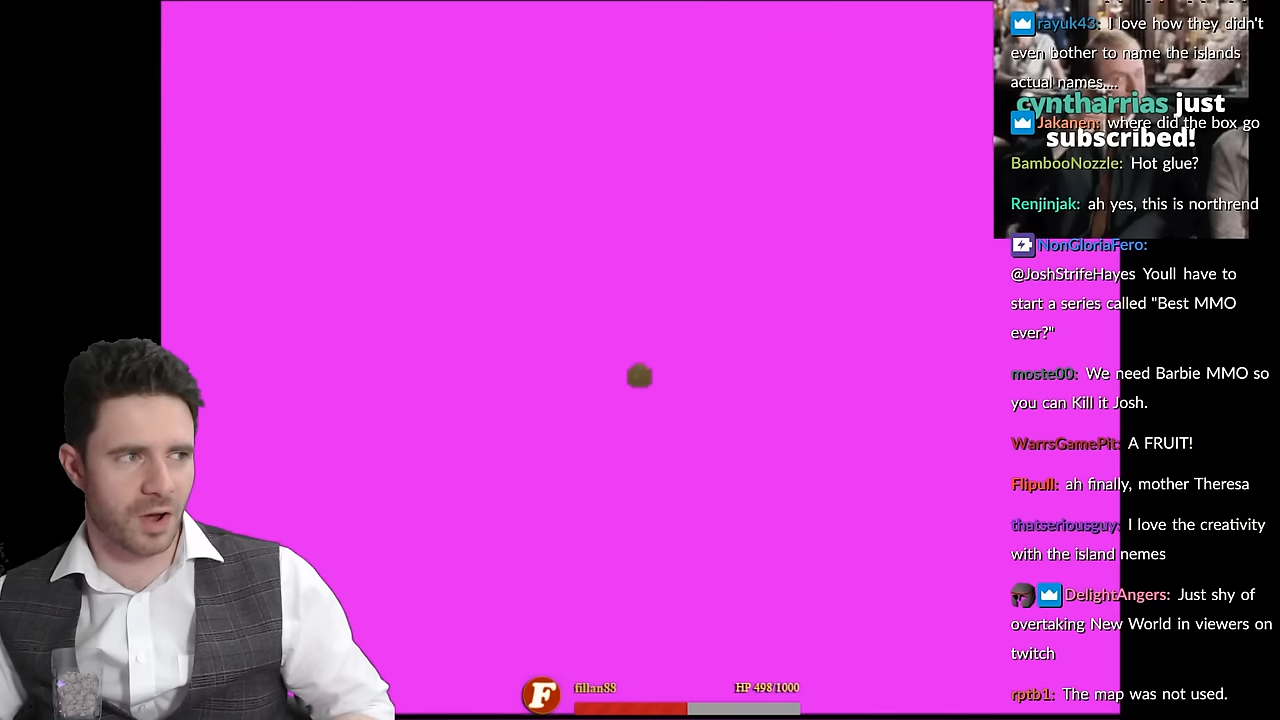 rayuk43: I love how they didn't
even bother to name the islands
actual names....
cyntharrias just
subscribed!
Jakanen: where did the box go
BambooNozzle: Hot glue?
Renjinjak: ah yes, this is northrend
NonGloriaFero:
@JoshStrifeHayes Youll have to
start a series called "Best MMO
ever?"
moste00: We need Barbie MMO so
you can Kill it Josh.
WarrsGamePit: A FRUIT!
Flipull: ah finally, mother Theresa
thatseriousguy: I love the creativity
with the island nemes
DelightAngers: Just shy of
overtaking New World in viewers on
twitch
rptb1: The map was not used.
F
fillan88 HP 498/1000